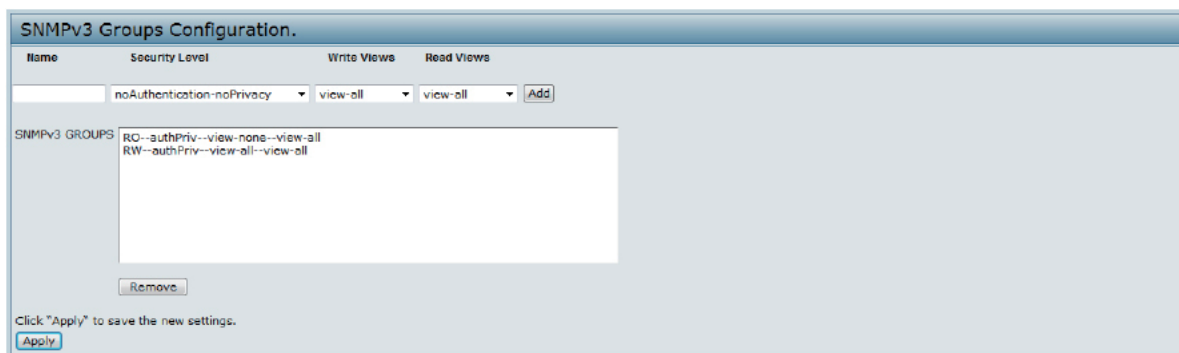 SNMPv3 Groups Configuration.
Name Security Level Write Views Read Views
noAuthentication-noPrivacy view-all view-all Add
SNMPv3 GROUPS
RO--authPriv--view-none--view-all
RW--authPriv--view-all--view-all
Remove
Click "Apply" to save the new settings.
Apply